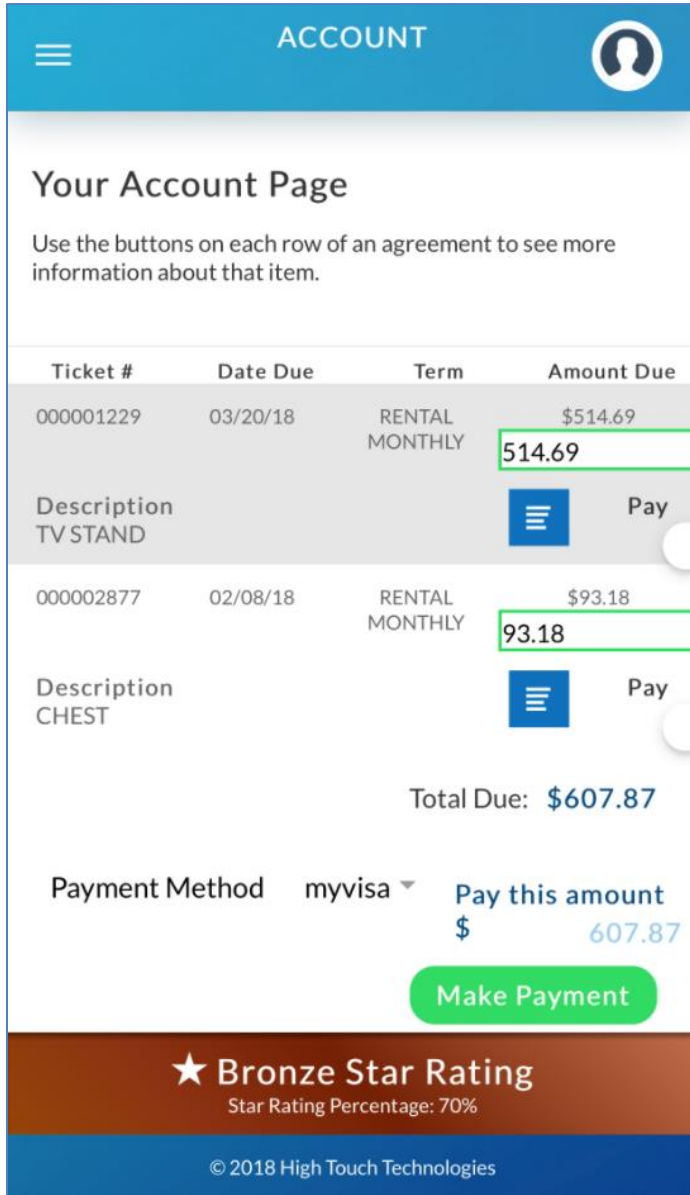 ACCOUNT
Your Account Page
Use the buttons on each row of an agreement to see more
information about that item.
Ticket # Date Due Term Amount Due
000001229 03/20/18 RENTAL $514.69
MONTHLY 514.69
Description Pay
TV STAND
000002877 02/08/18 RENTAL $93.18
MONTHLY 93.18
Description Pay
CHEST
Total Due: $607.87
Payment Method myvisa Pay this amount
$ 607.87
Make Payment
★ Bronze Star Rating
Star Rating Percentage: 70%
© 2018 High Touch Technologies